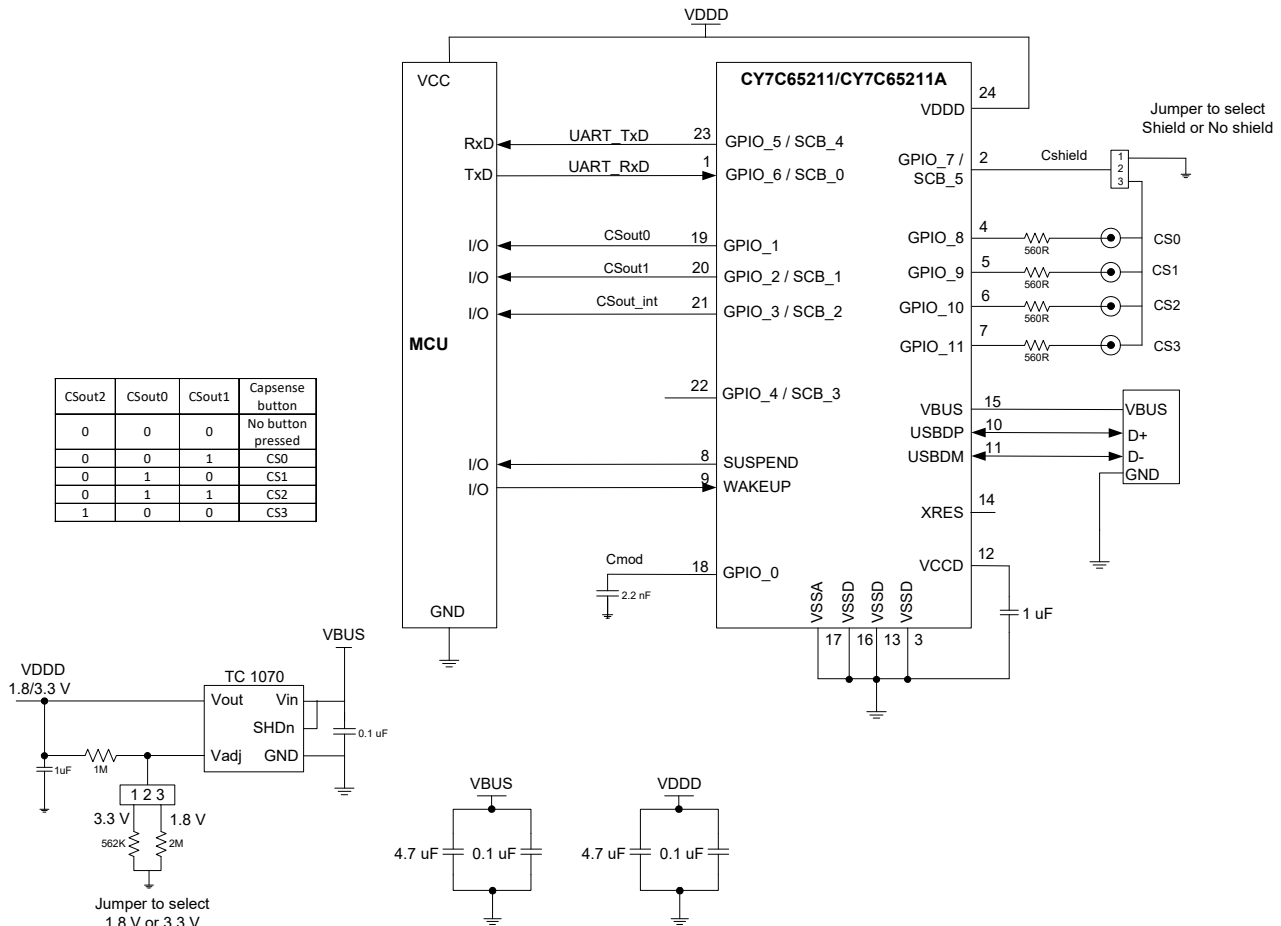 VDDD
VCC
CY7C65211/CY7C65211A
24
VDDD
Jumper to select
Shield or No shield
RxD
UART_TxD
23
GPIO_5 / SCB_4
TxD
UART_RxD
1
GPIO_6 / SCB_0
GPIO_7 /
SCB_5
2
Cshield
1
2
3
I/O
CSout0
19
GPIO_1
GPIO_8
4
560R
CS0
I/O
CSout1
20
GPIO_2 / SCB_1
GPIO_9
5
560R
CS1
I/O
CSout_int
21
GPIO_3 / SCB_2
GPIO_10
6
560R
CS2
MCU
GPIO_11
7
560R
CS3
22
GPIO_4 / SCB_3
VBUS
15
VBUS
USBDP
10
D+
USBDM
11
D-
GND
I/O
8
SUSPEND
I/O
9
WAKEUP
XRES
14
Cmod
18
GPIO_0
2.2 nF
VCCD
12
1 uF
VSSA
VSSD
VSSD
VSSD
17
16
13
3
GND
CSout2 CSout0 CSout1 Capsense button
0 0 0 No button pressed
0 0 1 CS0
0 1 0 CS1
0 1 1 CS2
1 0 0 CS3
VBUS
VDDD
1.8/3.3 V
TC 1070
Vout
Vin
SHDn
Vadj
GND
0.1 uF
1uF
1M
1 2 3
3.3 V
1.8 V
562K
2M
Jumper to select
1.8 V or 3.3 V
VBUS
4.7 uF
0.1 uF
VDDD
4.7 uF
0.1 uF